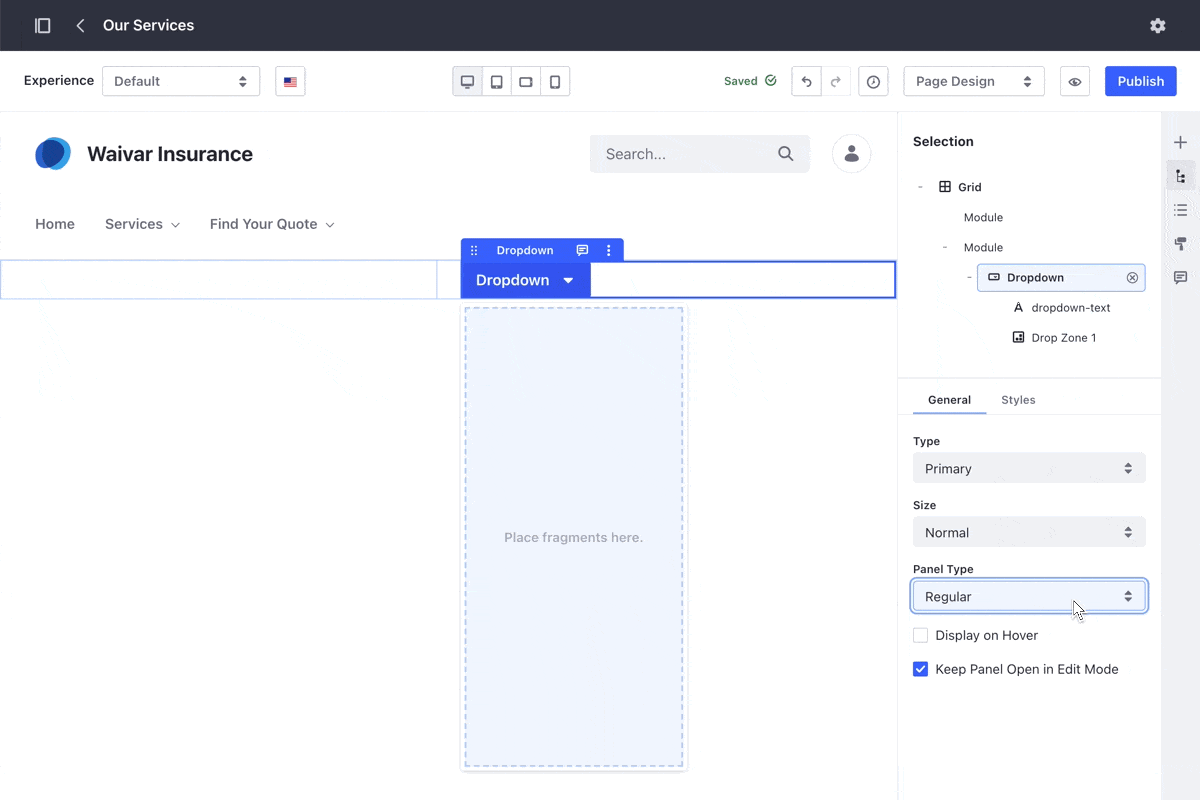 Our Services
Experience Default Saved Page Design Publish
Waivar Insurance Search...
Home Services Find Your Quote
Dropdown
Dropdown
Place fragments here.
Selection
Grid
Module
Module
Dropdown
dropdown-text
Drop Zone 1
General Styles
Type
Primary
Size
Normal
Panel Type
Regular
Display on Hover
Keep Panel Open in Edit Mode